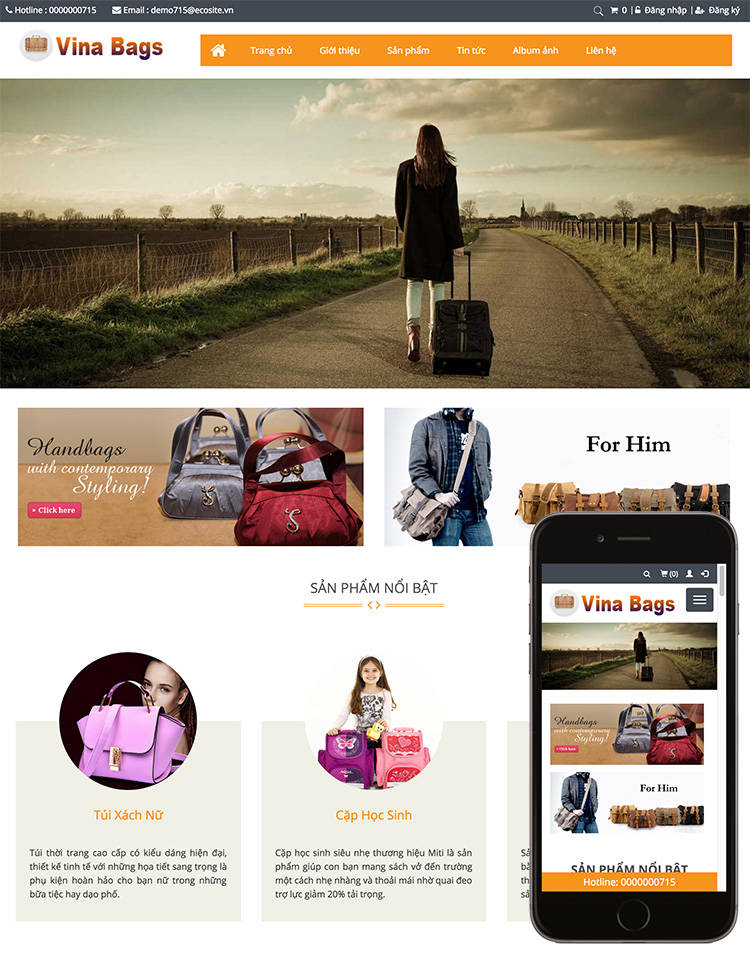 Hotline : 0000000715
Email : demo715@ecosite.vn
0 | Đăng nhập | Đăng ký
Vina Bags
Trang chủ
Giới thiệu
Sản phẩm
Tin tức
Album ảnh
Liên hệ
Handbags
with contemporary
Styling!
» Click here
For Him
SẢN PHẨM NỔI BẬT
Túi Xách Nữ
Túi thời trang cao cấp có kiểu dáng hiện đại,
thiết kế tinh tế với những họa tiết sang trọng là
phụ kiện hoàn hảo cho bạn nữ trong những
bữa tiệc hay dạo phố.
Cặp Học Sinh
Cặp học sinh siêu nhẹ thương hiệu Miti là sản
phẩm giúp con bạn mang sách vở đến trường
một cách nhẹ nhàng và thoải mái nhờ quai đeo
trợ lực giảm 20% tải trọng.
(0)
Vina Bags
Handbags
with contemporary
Styling!
» Click here
For Him
SẢN PHẨM NỔI BẬT
Hotline: 0000000715